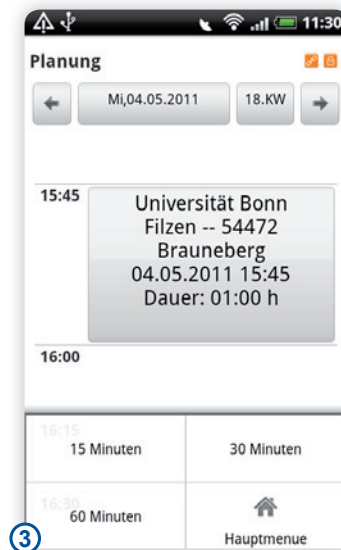 11:30
Planung
Mi,04.05.2011
18.KW
15:45
Universität Bonn
Filzen -- 54472
Brauneberg
04.05.2011 15:45
Dauer: 01:00 h
16:00
16:15
15 Minuten
30 Minuten
16:30
60 Minuten
Hauptmenue
3